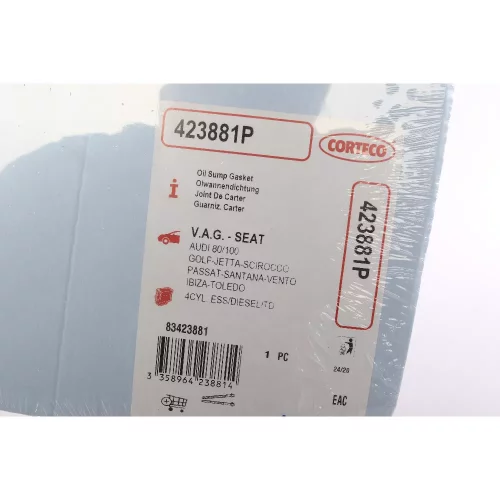 423881P
CORTECO
Oil Sump Gasket
Olwannendichtung
Joint De Carter
Guarniz. Carter
423881P
V.A.G. - SEAT
AUDI 80/100
GOLF-JETTA-SCIROCCO
PASSAT-SANTANA-VENTO
IBIZA-TOLEDO
4CYL. ESS/DIESEL/TD
83423881
1 PC
3 358964 238814
24/20
EAC